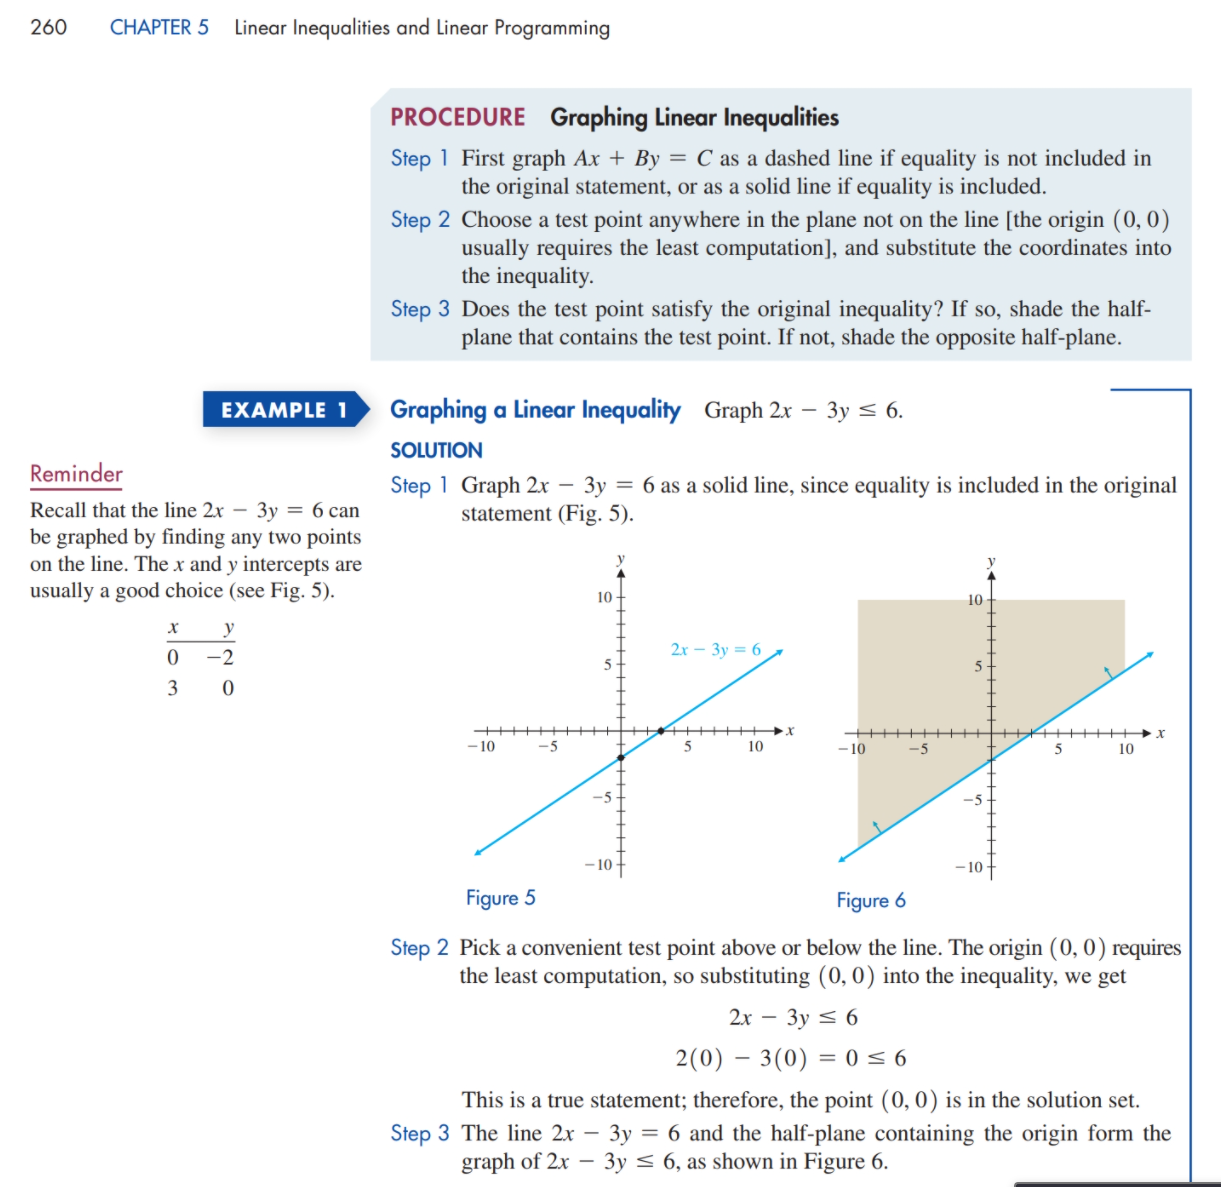 260 CHAPTER 5 Linear Inequalities and Linear Programming
PROCEDURE Graphing Linear Inequalities
Step 1 First graph Ax + By = C as a dashed line if equality is not included in
the original statement, or as a solid line if equality is included.
Step 2 Choose a test point anywhere in the plane not on the line [the origin (0, 0)
usually requires the least computation], and substitute the coordinates into
the inequality.
Step 3 Does the test point satisfy the original inequality? If so, shade the half-
plane that contains the test point. If not, shade the opposite half-plane.
EXAMPLE 1 Graphing a Linear Inequality Graph 2x − 3y ≤ 6.
SOLUTION
Step 1 Graph 2x − 3y = 6 as a solid line, since equality is included in the original
statement (Fig. 5).
Reminder
Recall that the line 2x − 3y = 6 can
be graphed by finding any two points
on the line. The x and y intercepts are
usually a good choice (see Fig. 5).
x y
0 −2
3 0
y
10
2x − 3y = 6
5
x
−10 −5 5 10
−5
−10
Figure 5
y
10
5
x
−10 −5 5 10
−5
−10
Figure 6
Step 2 Pick a convenient test point above or below the line. The origin (0, 0) requires
the least computation, so substituting (0, 0) into the inequality, we get
2x − 3y ≤ 6
2(0) − 3(0) = 0 ≤ 6
This is a true statement; therefore, the point (0, 0) is in the solution set.
Step 3 The line 2x − 3y = 6 and the half-plane containing the origin form the
graph of 2x − 3y ≤ 6, as shown in Figure 6.